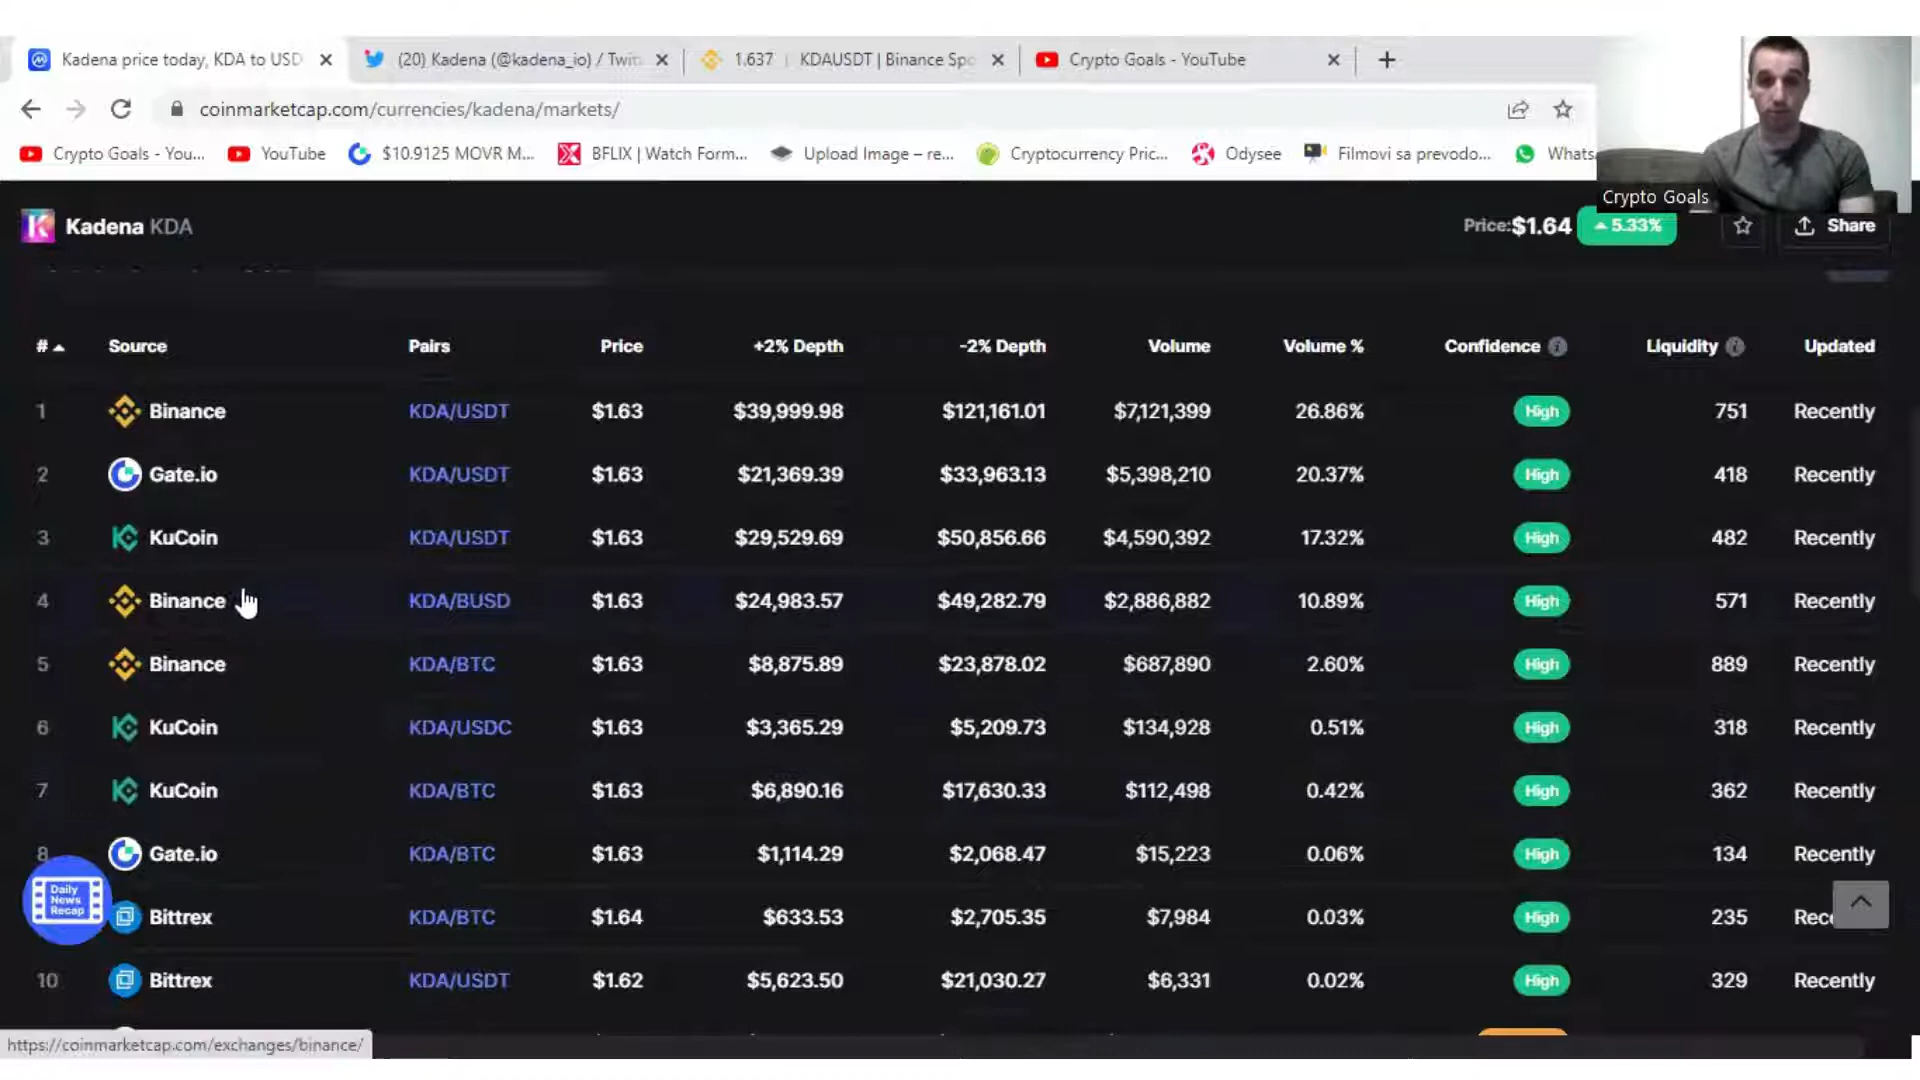 Kadena price today, KDA to USD
(20) Kadena (@kadena_io) / Twit
1.637 | KDAUSDT | Binance Spo
Crypto Goals - YouTube
coinmarketcap.com/currencies/kadena/markets/
Crypto Goals - You...
YouTube
$10.9125 MOVR M...
BFLIX | Watch Form...
Upload Image – re...
Cryptocurrency Pric...
Odysee
Filmovi sa prevodo...
Whats
Crypto Goals
Kadena KDA
Price: $1.64 5.33%
Share
# Source Pairs Price +2% Depth -2% Depth Volume Volume % Confidence Liquidity Updated
1 Binance KDA/USDT $1.63 $39,999.98 $121,161.01 $7,121,399 26.86% High 751 Recently
2 Gate.io KDA/USDT $1.63 $21,369.39 $33,963.13 $5,398,210 20.37% High 418 Recently
3 KuCoin KDA/USDT $1.63 $29,529.69 $50,856.66 $4,590,392 17.32% High 482 Recently
4 Binance KDA/BUSD $1.63 $24,983.57 $49,282.79 $2,886,882 10.89% High 571 Recently
5 Binance KDA/BTC $1.63 $8,875.89 $23,878.02 $687,890 2.60% High 889 Recently
6 KuCoin KDA/USDC $1.63 $3,365.29 $5,209.73 $134,928 0.51% High 318 Recently
7 KuCoin KDA/BTC $1.63 $6,890.16 $17,630.33 $112,498 0.42% High 362 Recently
8 Gate.io KDA/BTC $1.63 $1,114.29 $2,068.47 $15,223 0.06% High 134 Recently
Daily
News
Recap
Bittrex KDA/BTC $1.64 $633.53 $2,705.35 $7,984 0.03% High 235 Rec
10 Bittrex KDA/USDT $1.62 $5,623.50 $21,030.27 $6,331 0.02% High 329 Recently
https://coinmarketcap.com/exchanges/binance/